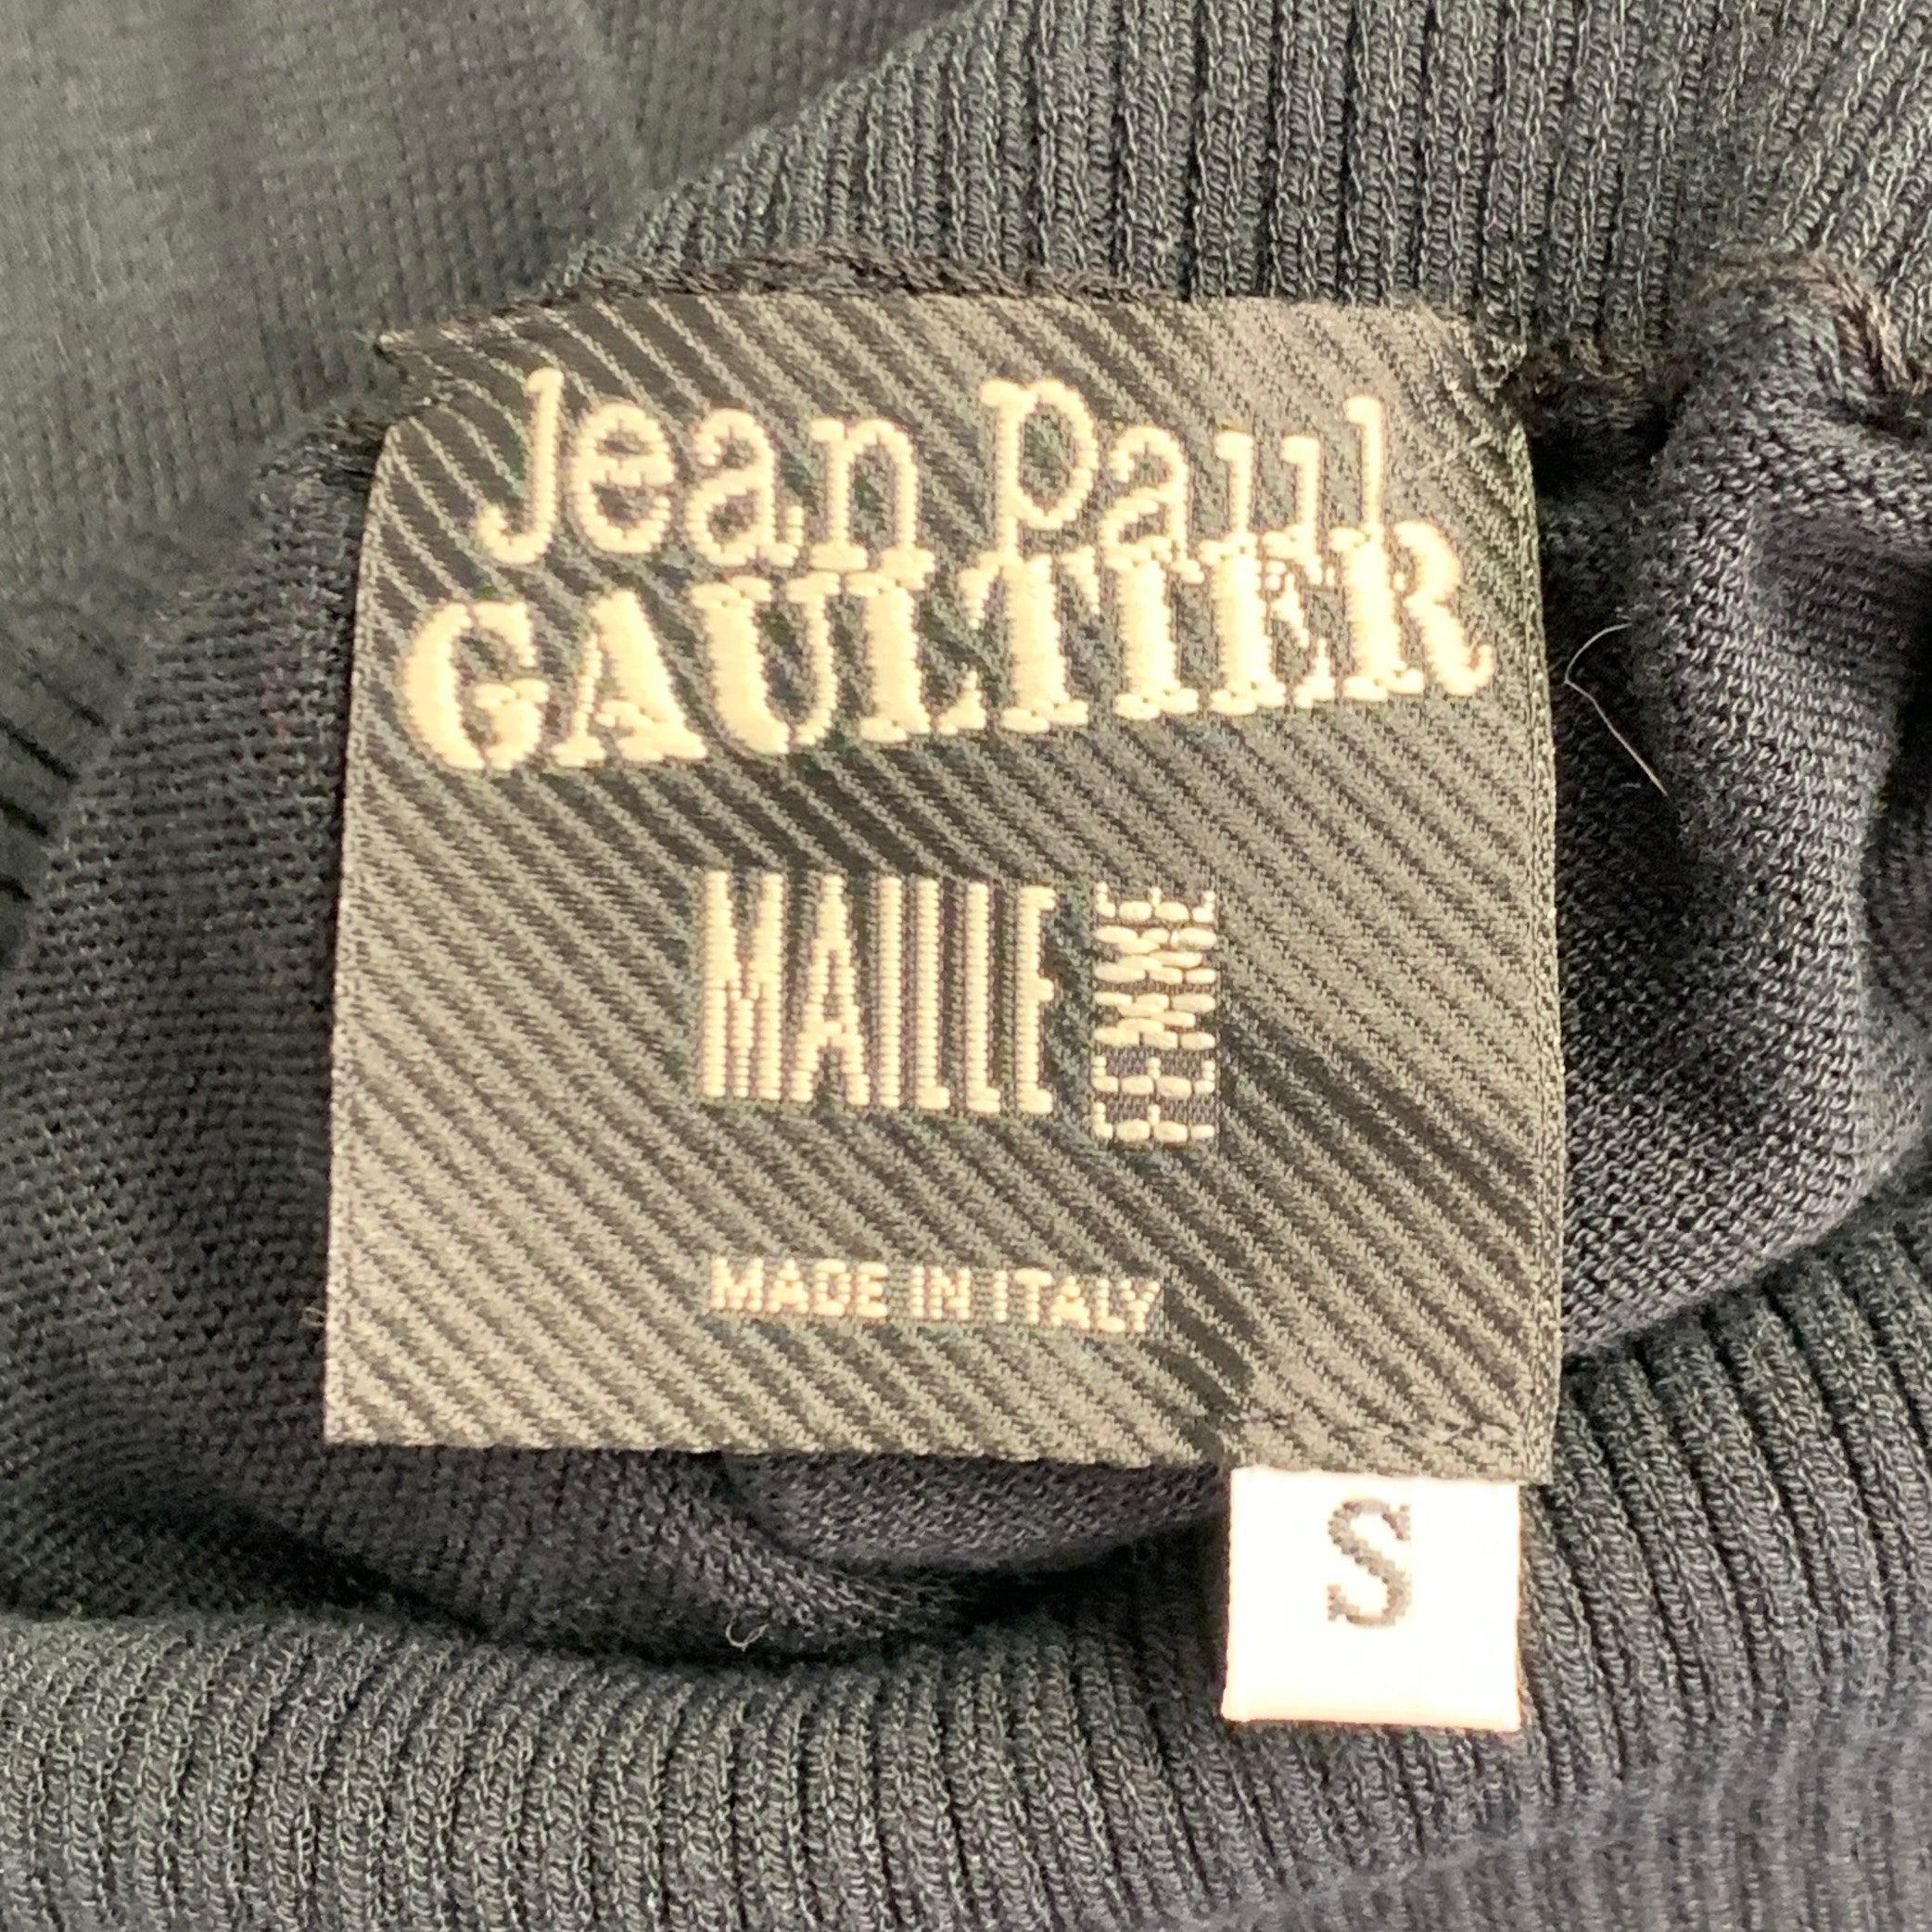 Jean Paul
GAULTIER
MAILLE FEMME
MADE IN ITALY
S